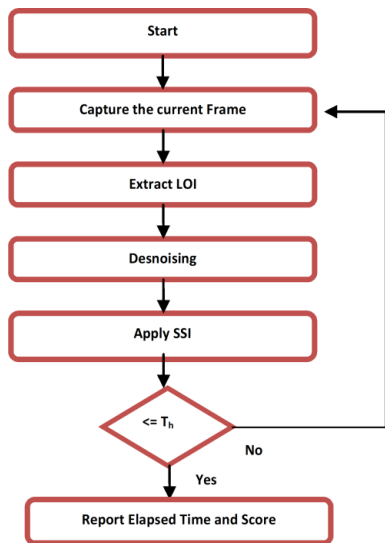 Start
Capture the current Frame
Extract LOI
Desnoising
Apply SSI
<= Tₕ
No
Yes
Report Elapsed Time and Score